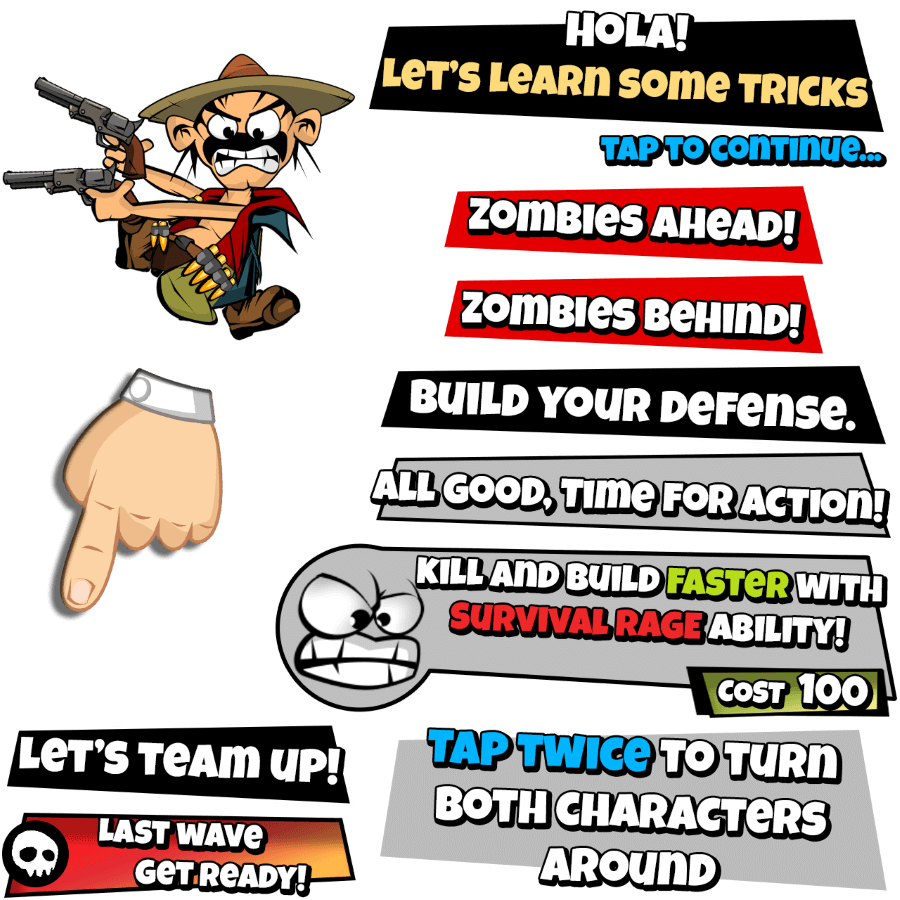 HOLA!
LET'S LEARN SOME TRICKS
TAP TO CONTINUE...
ZOMBIES AHEAD!
ZOMBIES BEHIND!
BUILD YOUR DEFENSE.
ALL GOOD, TIME FOR ACTION!
KILL AND BUILD FASTER WITH
SURVIVAL RAGE ABILITY!
COST 100
LET'S TEAM UP!
LAST WAVE
GET READY!
TAP TWICE TO TURN
BOTH CHARACTERS
AROUND